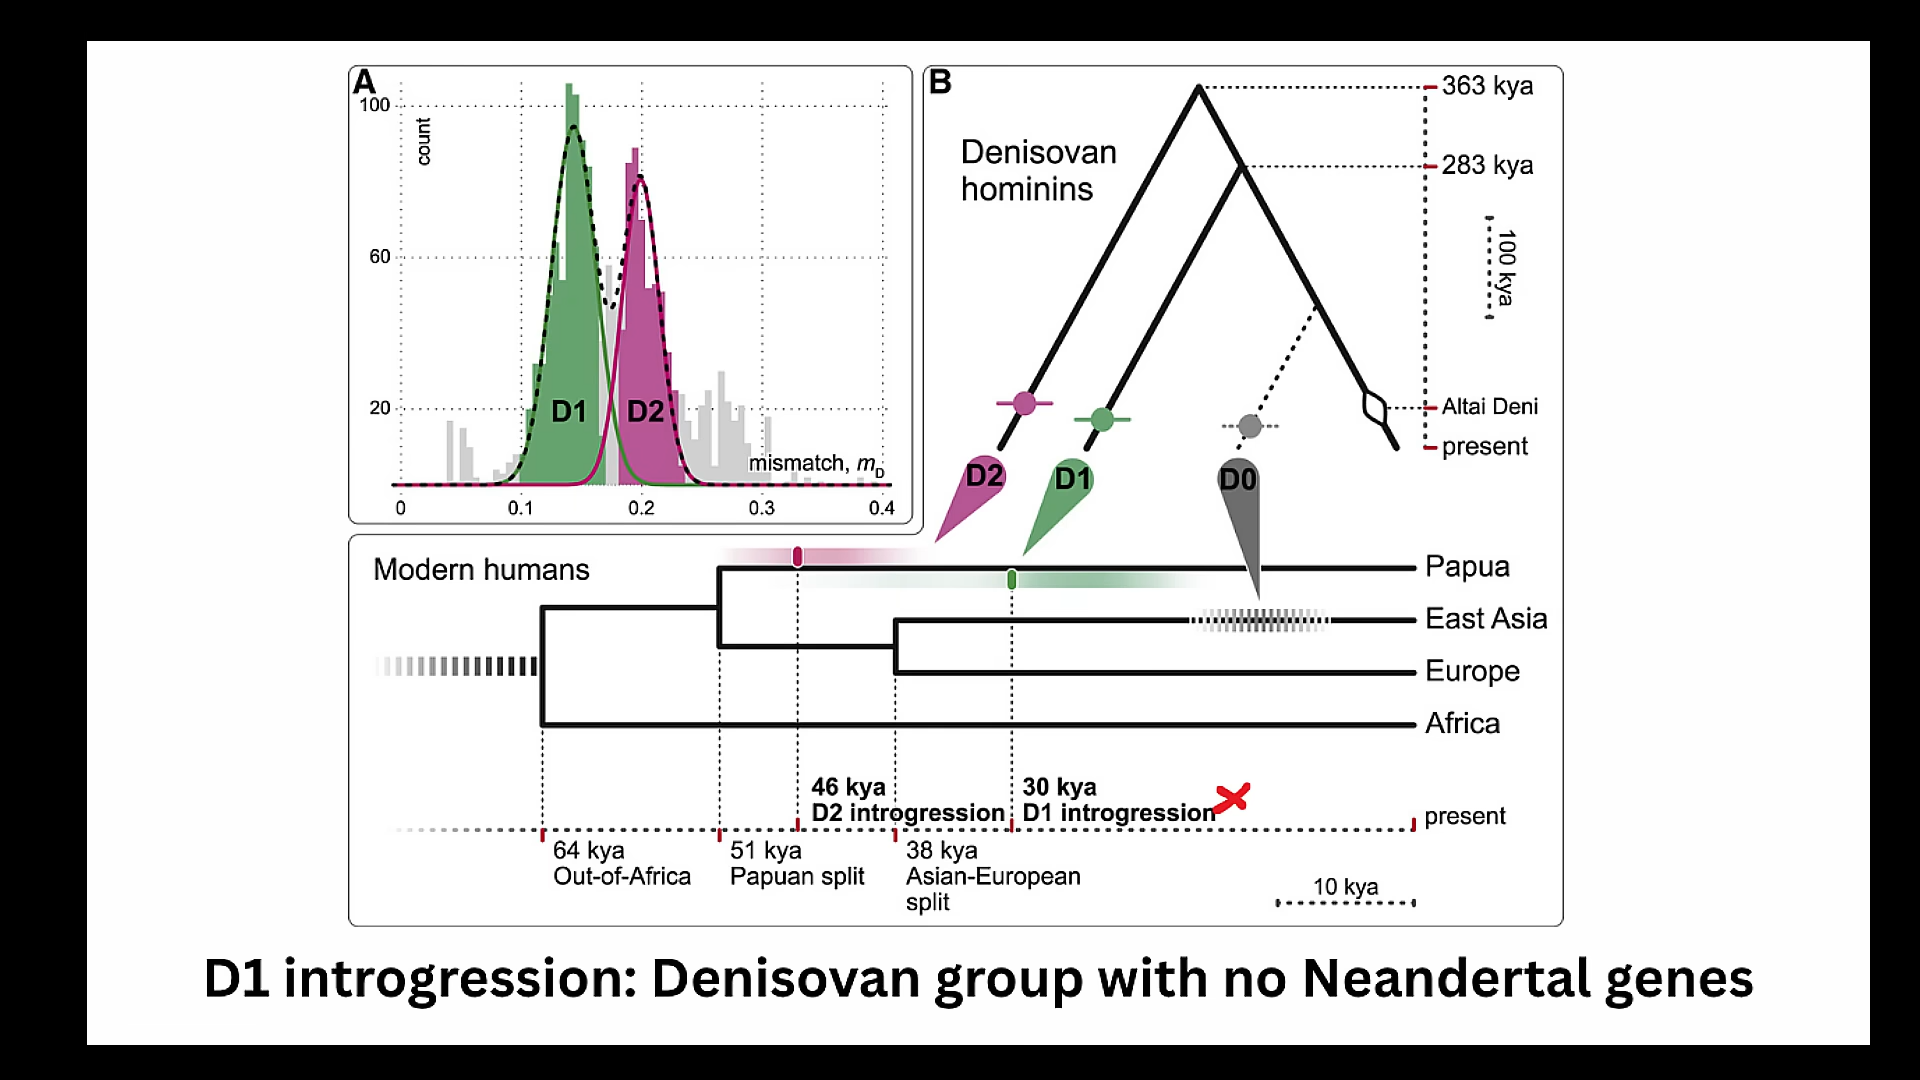 A
100
count
60
20
D1
D2
mismatch, mD
0
0.1
0.2
0.3
0.4
B
Denisovan
hominins
363 kya
283 kya
100 kya
Altai Deni
present
D2
D1
D0
Modern humans
Papua
East Asia
Europe
Africa
46 kya
D2 introgression
30 kya
D1 introgression
present
64 kya
Out-of-Africa
51 kya
Papuan split
38 kya
Asian-European
split
10 kya
D1 introgression: Denisovan group with no Neandertal genes